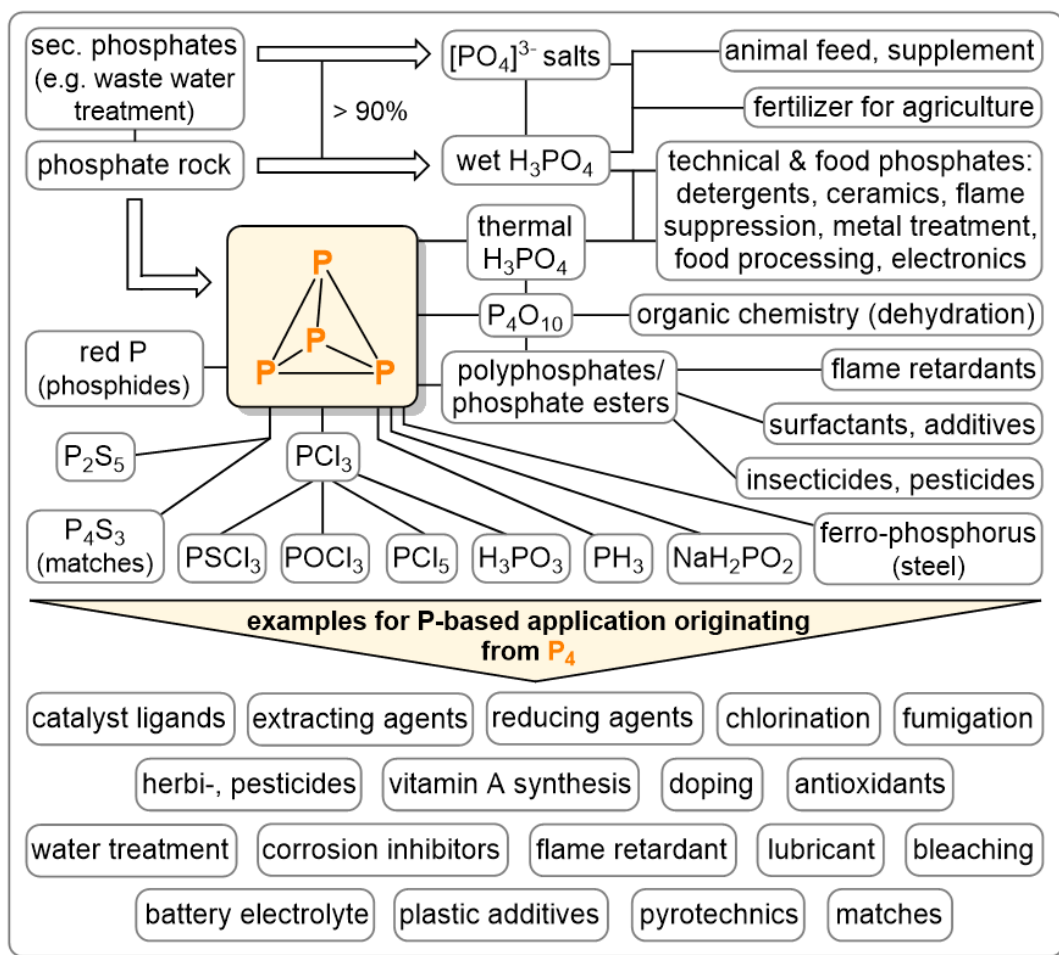 sec. phosphates
(e.g. waste water
treatment)
phosphate rock
> 90%
[PO₄]³⁻ salts
wet H₃PO₄
animal feed, supplement
fertilizer for agriculture
technical & food phosphates:
detergents, ceramics, flame
suppression, metal treatment,
food processing, electronics
thermal
H₃PO₄
P₄O₁₀
organic chemistry (dehydration)
P
P
P
P
red P
(phosphides)
polyphosphates/
phosphate esters
flame retardants
surfactants, additives
insecticides, pesticides
P₂S₅
PCl₃
P₄S₃
(matches)
PSCl₃
POCl₃
PCl₅
H₃PO₃
PH₃
NaH₂PO₂
ferro-phosphorus
(steel)
examples for P-based application originating
from P₄
catalyst ligands
extracting agents
reducing agents
chlorination
fumigation
herbi-, pesticides
vitamin A synthesis
doping
antioxidants
water treatment
corrosion inhibitors
flame retardant
lubricant
bleaching
battery electrolyte
plastic additives
pyrotechnics
matches